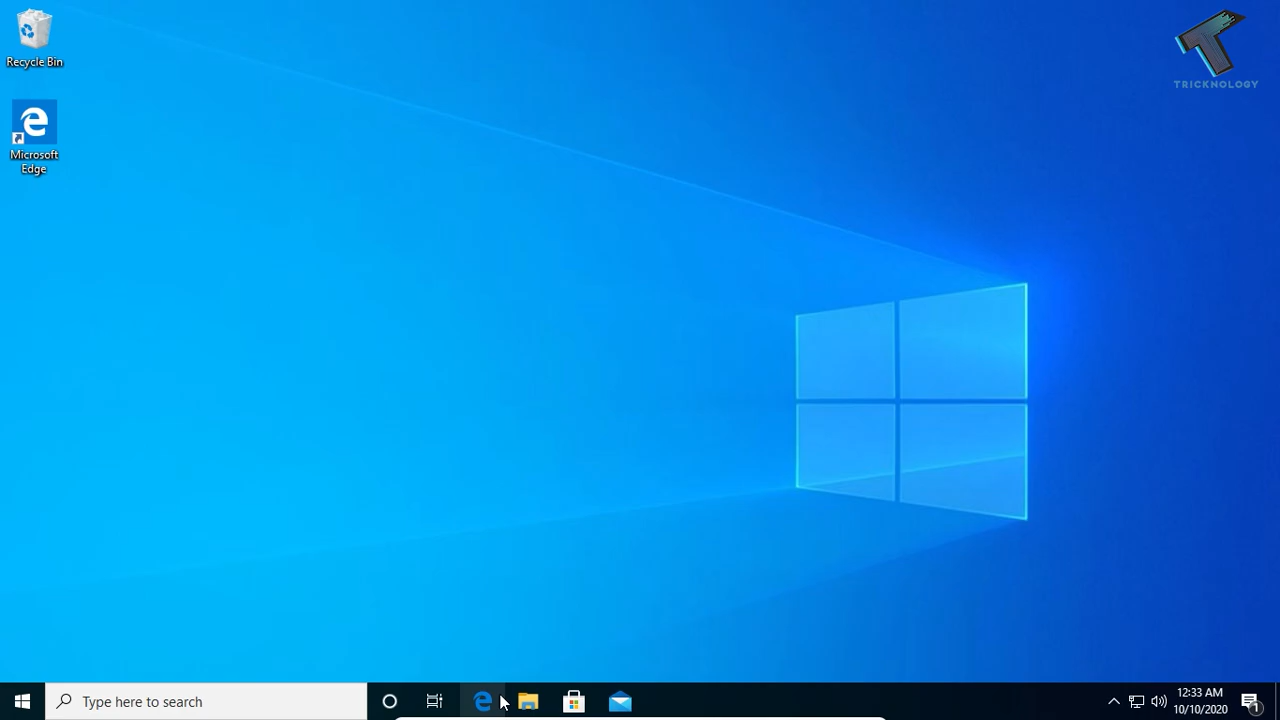 Recycle Bin
TRICKNOLOGY
Microsoft
Edge
Type here to search
12:33 AM
10/10/2020
1